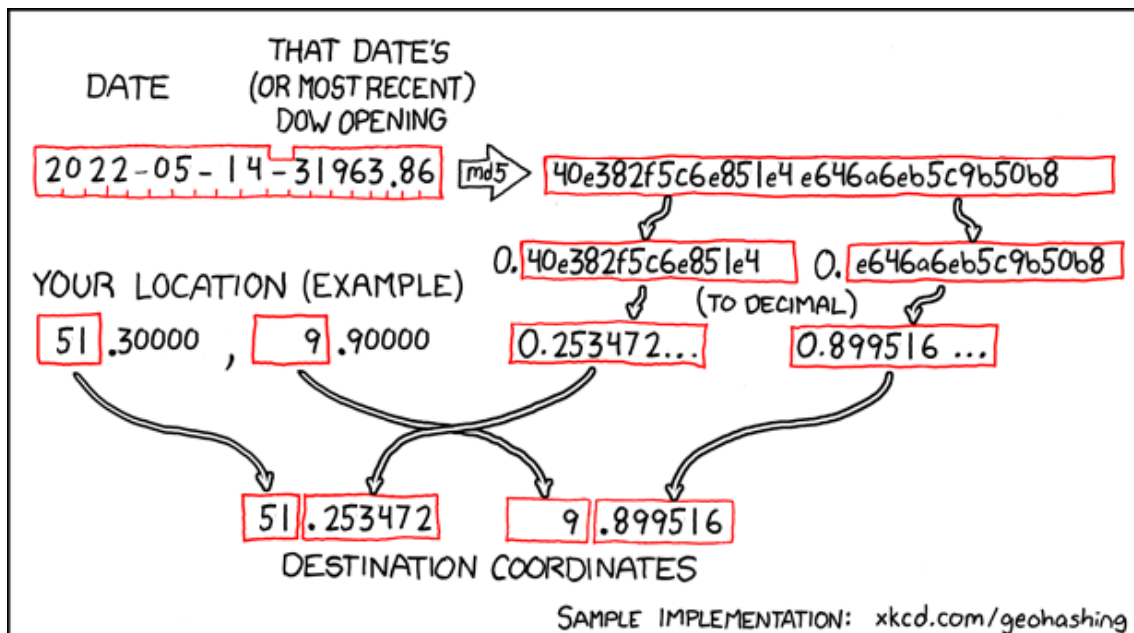 DATE
THAT DATE'S
(OR MOST RECENT)
DOW OPENING
2022-05-14-31963.86
md5
40e382f5c6e851e4e646a6eb5c9b50b8
0.40e382f5c6e851e4
0.e646a6eb5c9b50b8
YOUR LOCATION (EXAMPLE)
(TO DECIMAL)
51.30000, 9.90000
0.253472...
0.899516...
51.253472
9.899516
DESTINATION COORDINATES
SAMPLE IMPLEMENTATION: xkcd.com/geohashing